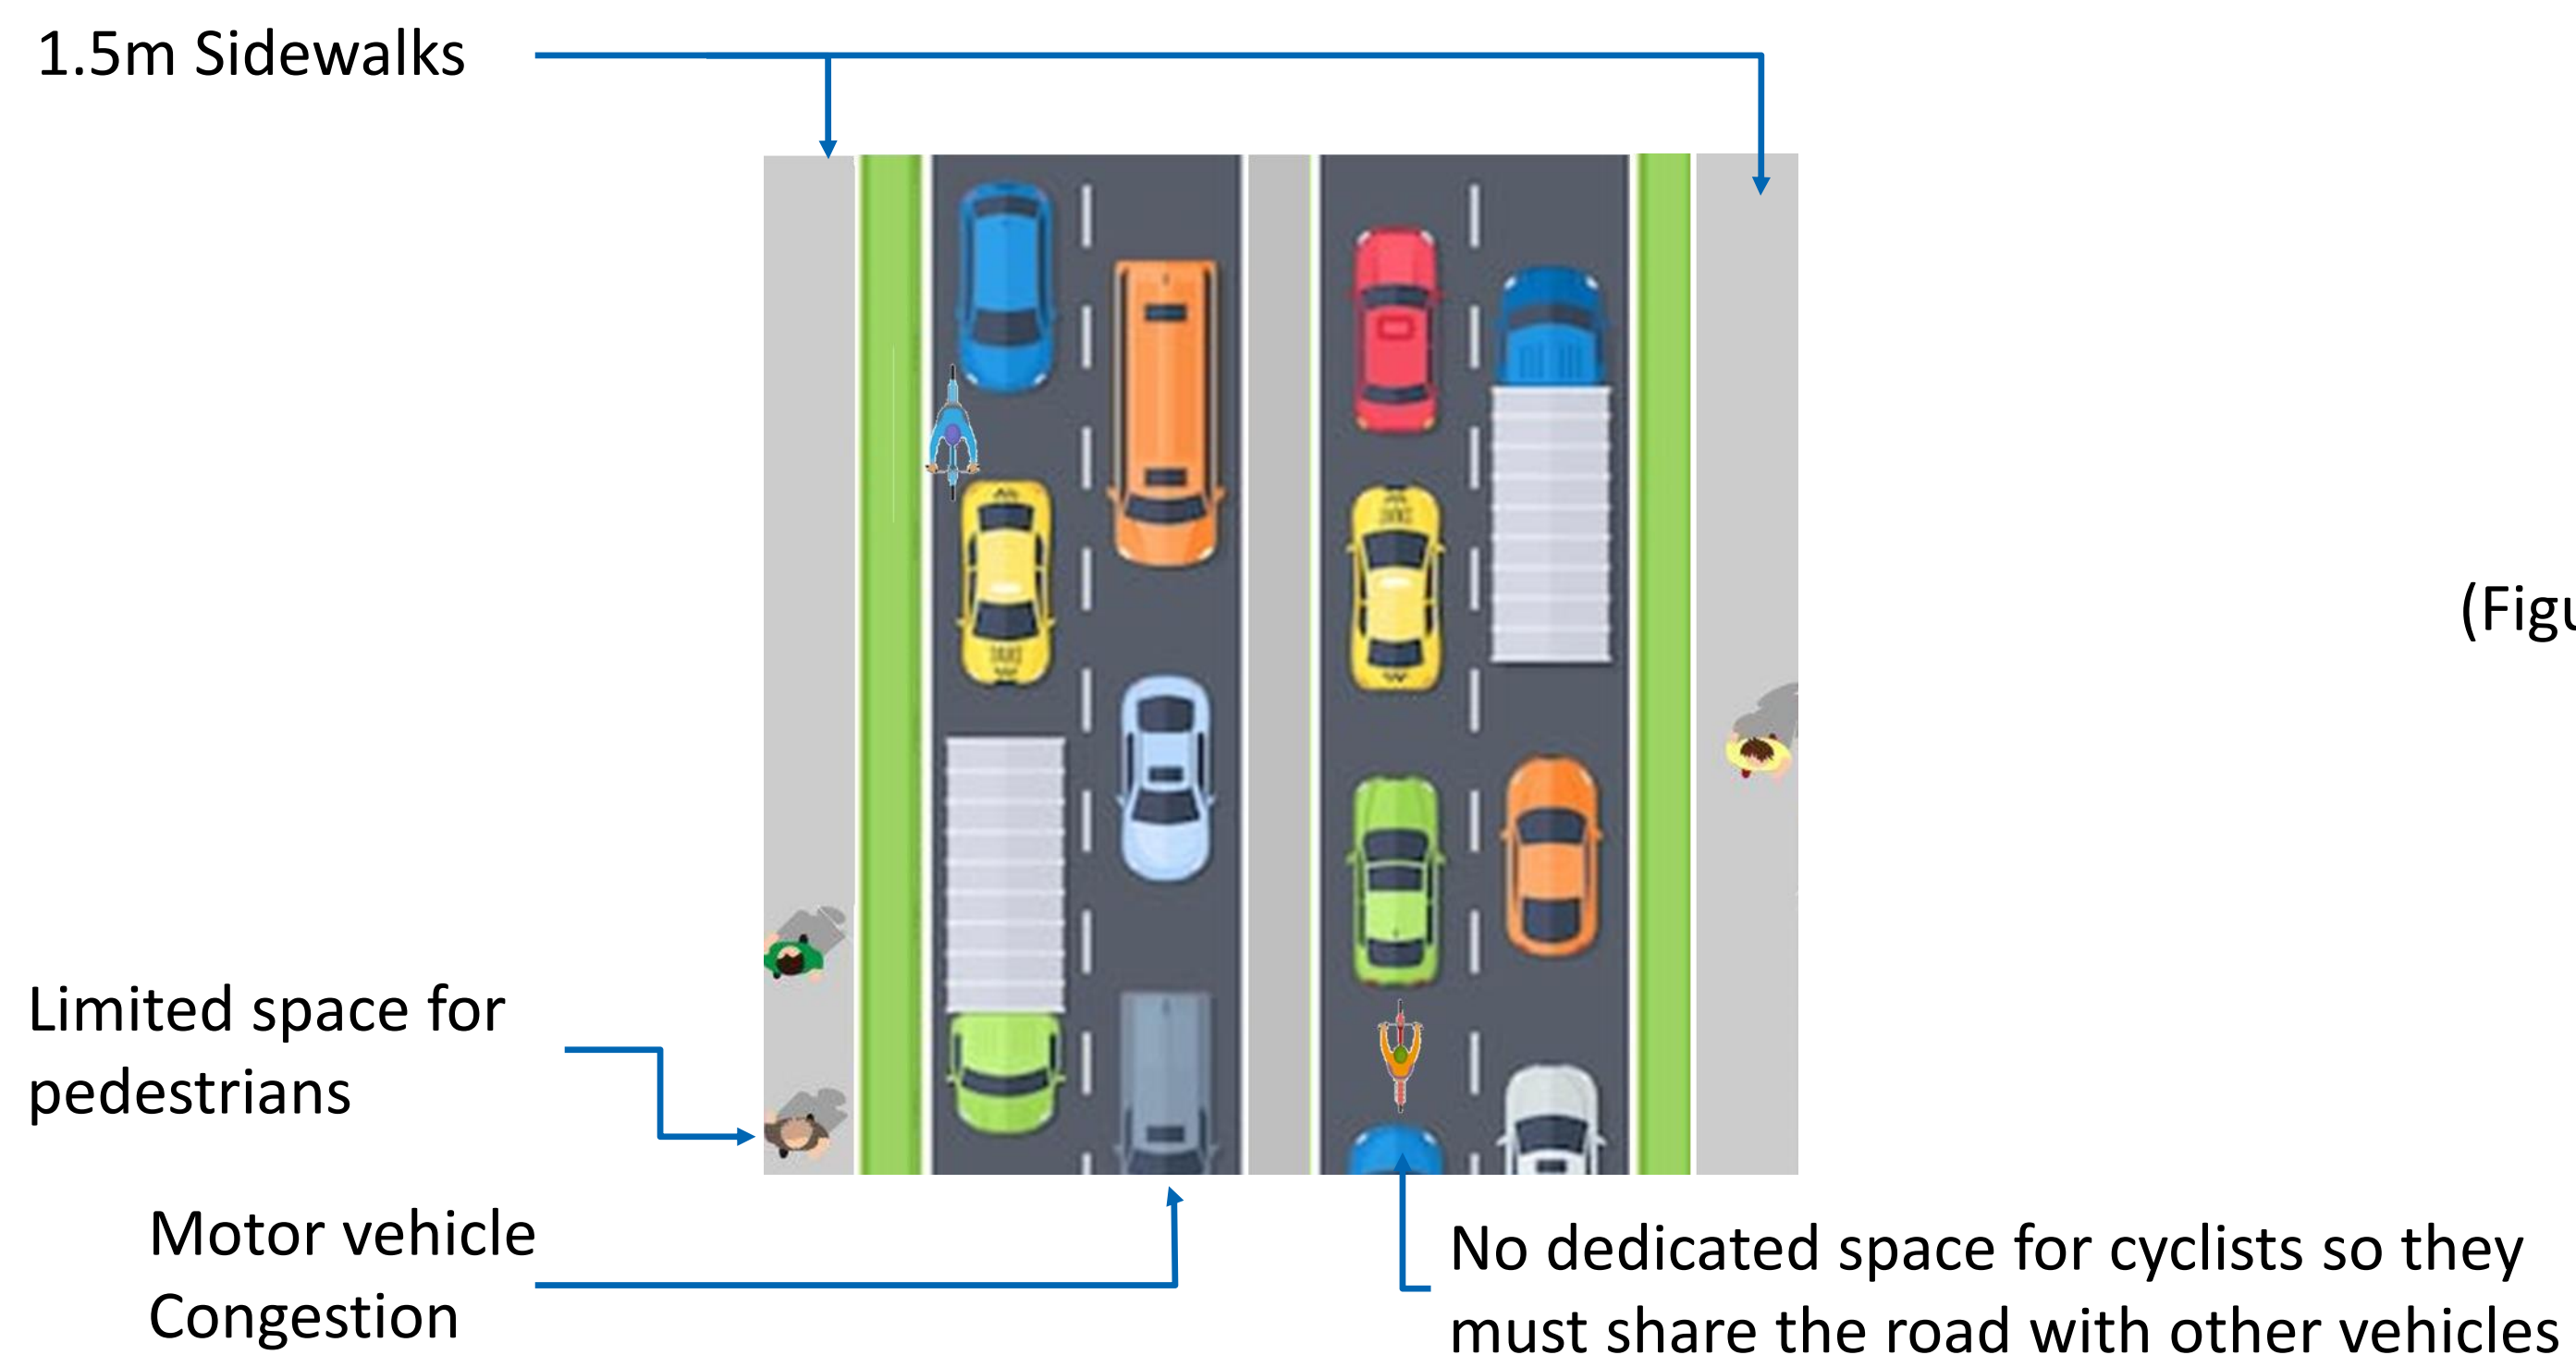 1.5m Sidewalks
(Figu
Limited space for
pedestrians
Motor vehicle
Congestion
No dedicated space for cyclists so they
must share the road with other vehicles